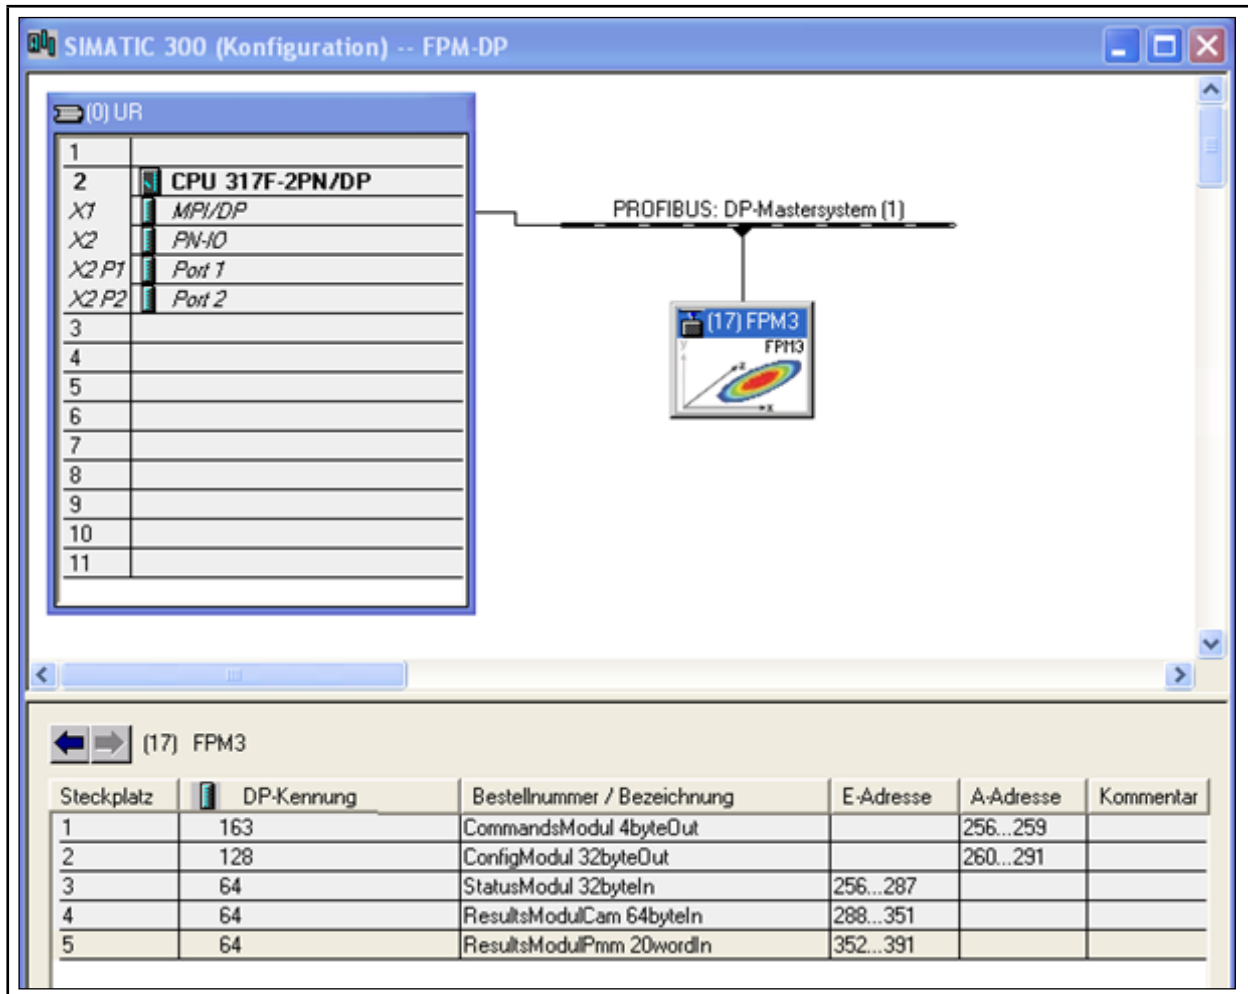 SIMATIC 300 (Konfiguration) -- FPM-DP
(0) UR
1
2 CPU 317F-2PN/DP
X1 MPI/DP
X2 PN-IO
X2 P1 Port 1
X2 P2 Port 2
3
4
5
6
7
8
9
10
11
PROFIBUS: DP-Mastersystem (1)
(17) FPM3
FPM3
y
z
x
(17) FPM3
Steckplatz DP-Kennung Bestellnummer / Bezeichnung E-Adresse A-Adresse Kommentar
1 163 CommandsModul 4byteOut 256...259
2 128 ConfigModul 32byteOut 260...291
3 64 StatusModul 32byteIn 256...287
4 64 ResultsModulCam 64byteIn 288...351
5 64 ResultsModulPmm 20wordIn 352...391